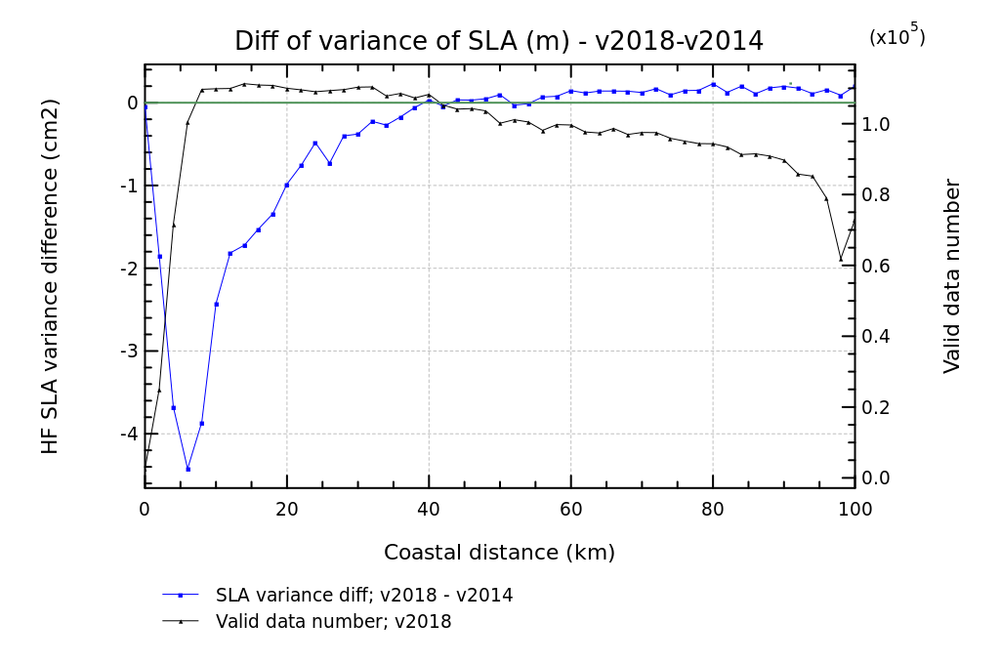 Diff of variance of SLA (m) - v2018-v2014
(x10⁵)
HF SLA variance difference (cm2)
0
-1
-2
-3
-4
1.0
0.8
0.6
0.4
0.2
0.0
Valid data number
0 20 40 60 80 100
Coastal distance (km)
SLA variance diff; v2018 - v2014
Valid data number; v2018